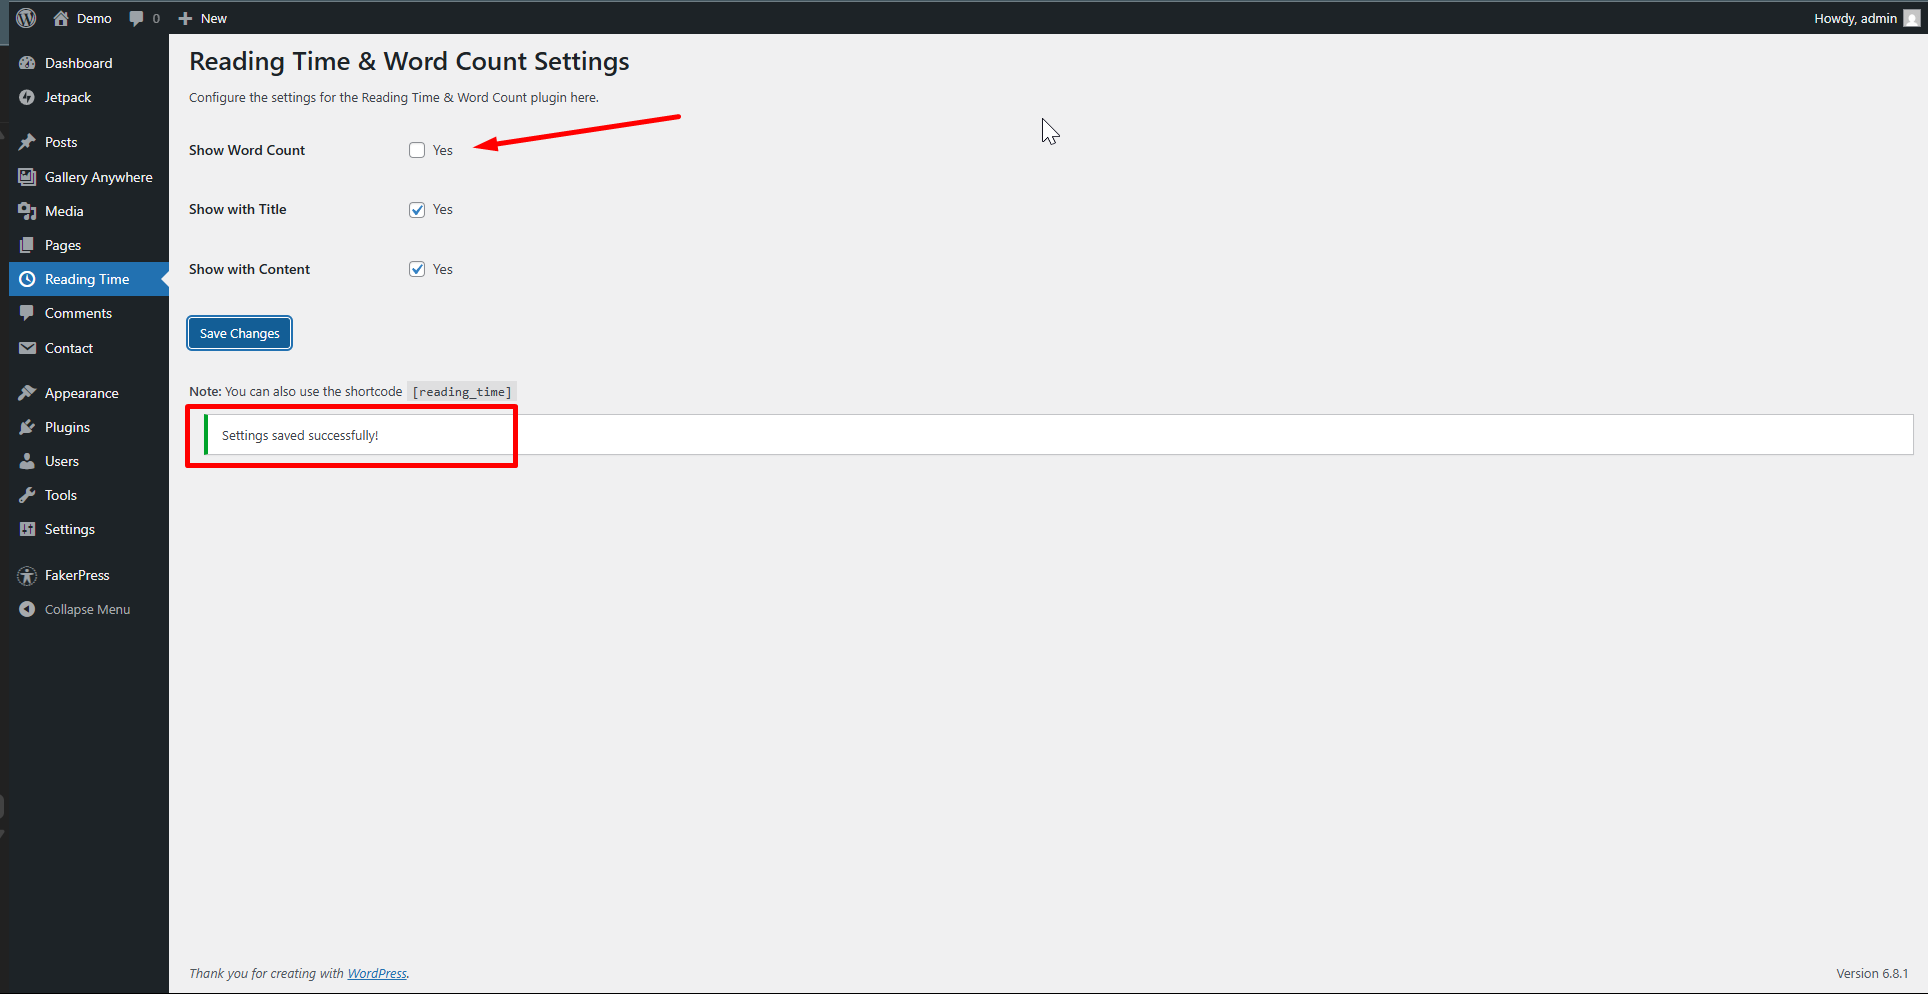 Demo 0 New Howdy, admin
Dashboard
Jetpack
Posts
Gallery Anywhere
Media
Pages
Reading Time
Comments
Contact
Appearance
Plugins
Users
Tools
Settings
FakerPress
Collapse Menu
Reading Time & Word Count Settings
Configure the settings for the Reading Time & Word Count plugin here.
Show Word Count Yes
Show with Title Yes
Show with Content Yes
Save Changes
Note: You can also use the shortcode [reading_time]
Settings saved successfully!
Thank you for creating with WordPress. Version 6.8.1